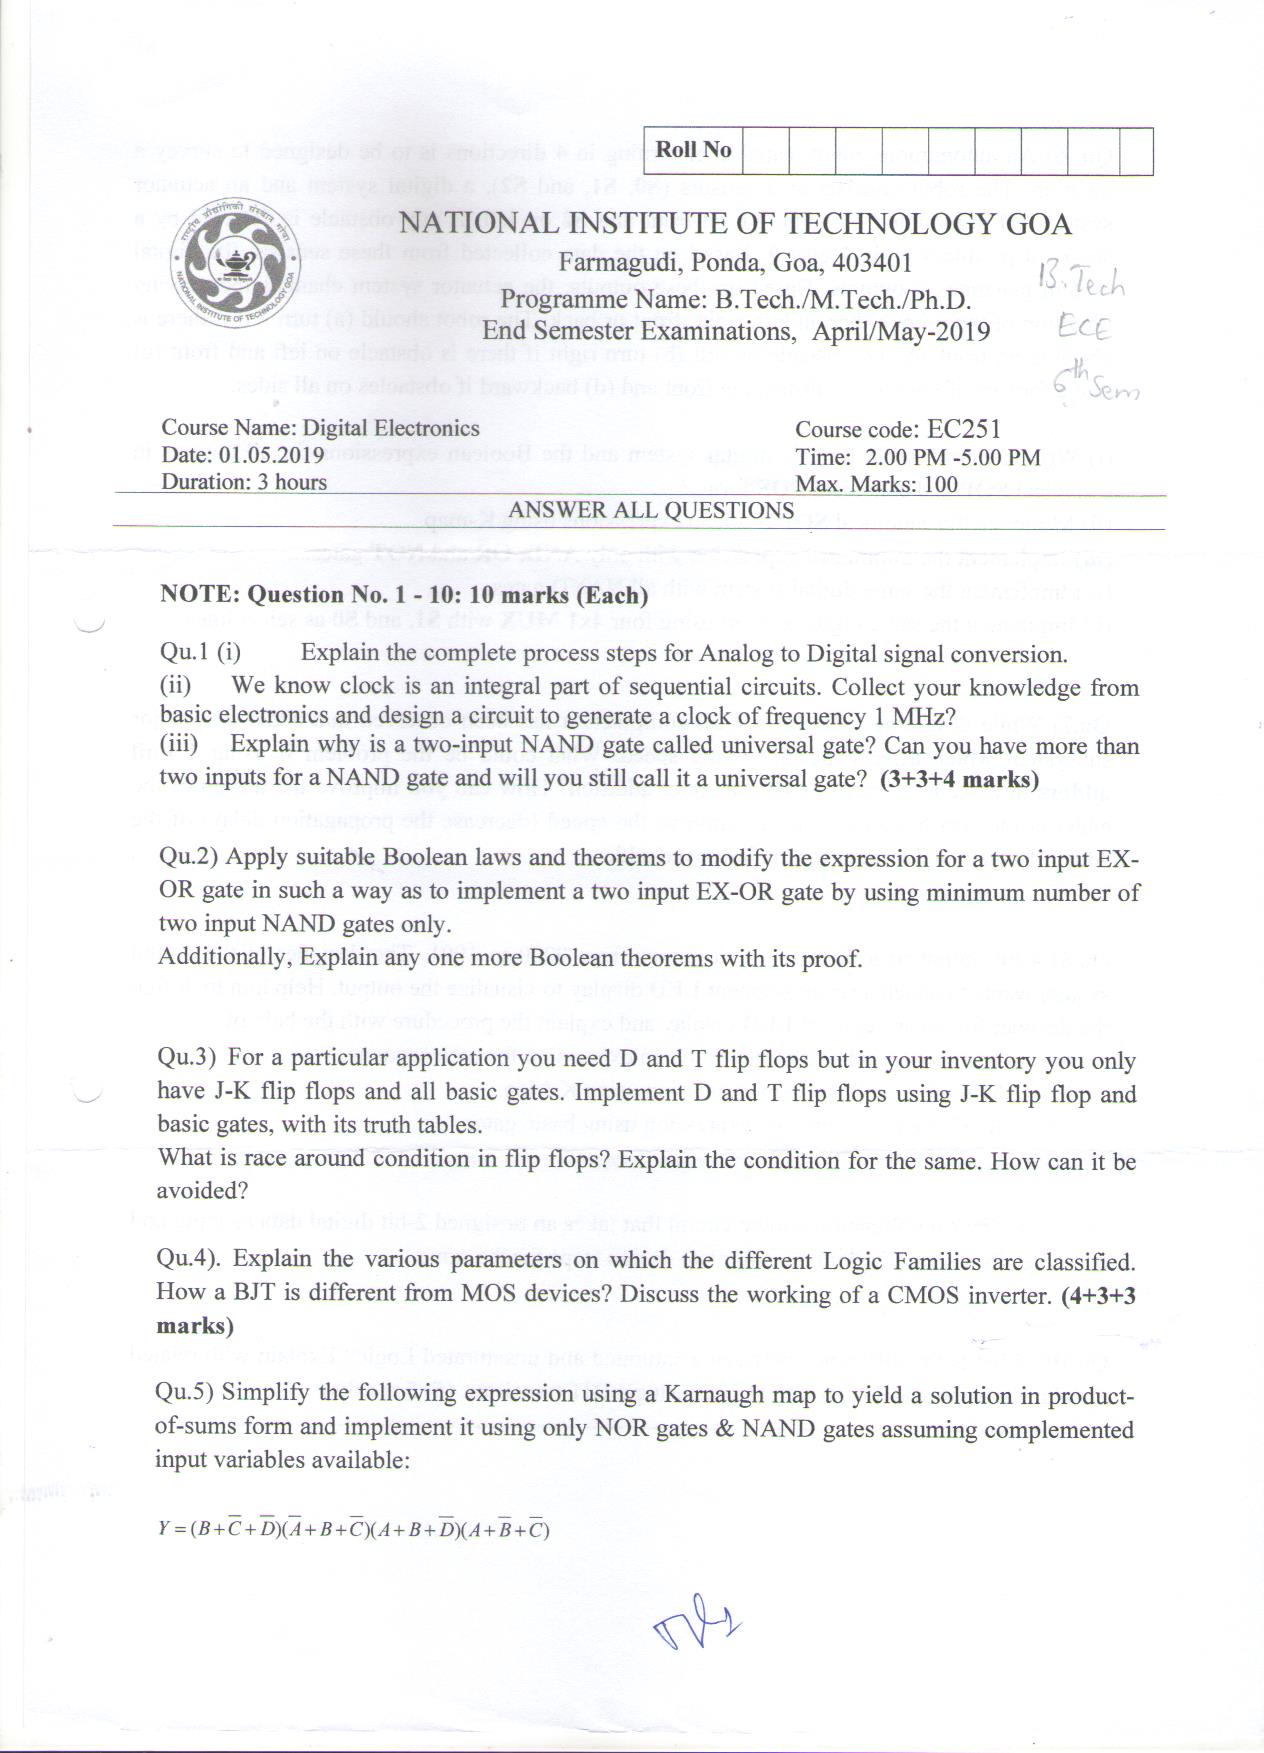 Roll No
राष्ट्रीय प्रौद्योगिकी संस्थान गोवा
NATIONAL INSTITUTE OF TECHNOLOGY GOA
NATIONAL INSTITUTE OF TECHNOLOGY GOA
Farmagudi, Ponda, Goa, 403401
Programme Name: B.Tech./M.Tech./Ph.D.
End Semester Examinations, April/May-2019
B.Tech
ECE
6th Sem
Course Name: Digital Electronics
Course code: EC251
Date: 01.05.2019
Time: 2.00 PM -5.00 PM
Duration: 3 hours
Max. Marks: 100
ANSWER ALL QUESTIONS
NOTE: Question No. 1 - 10: 10 marks (Each)
Qu.1 (i) Explain the complete process steps for Analog to Digital signal conversion.
(ii) We know clock is an integral part of sequential circuits. Collect your knowledge from
basic electronics and design a circuit to generate a clock of frequency 1 MHz?
(iii) Explain why is a two-input NAND gate called universal gate? Can you have more than
two inputs for a NAND gate and will you still call it a universal gate? (3+3+4 marks)
Qu.2) Apply suitable Boolean laws and theorems to modify the expression for a two input EX-
OR gate in such a way as to implement a two input EX-OR gate by using minimum number of
two input NAND gates only.
Additionally, Explain any one more Boolean theorems with its proof.
Qu.3) For a particular application you need D and T flip flops but in your inventory you only
have J-K flip flops and all basic gates. Implement D and T flip flops using J-K flip flop and
basic gates, with its truth tables.
What is race around condition in flip flops? Explain the condition for the same. How can it be
avoided?
Qu.4). Explain the various parameters on which the different Logic Families are classified.
How a BJT is different from MOS devices? Discuss the working of a CMOS inverter. (4+3+3
marks)
Qu.5) Simplify the following expression using a Karnaugh map to yield a solution in product-
of-sums form and implement it using only NOR gates & NAND gates assuming complemented
input variables available:
Y = (B+C̅+D̅)(A̅+B+C̅)(A+B+D̅)(A+B̅+C̅)